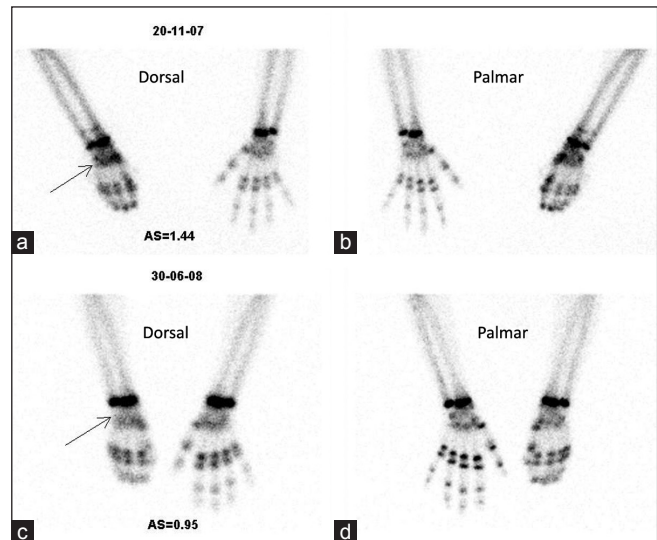 20-11-07
Dorsal
Palmar
AS=1.44
a
b
30-06-08
Dorsal
Palmar
AS=0.95
c
d